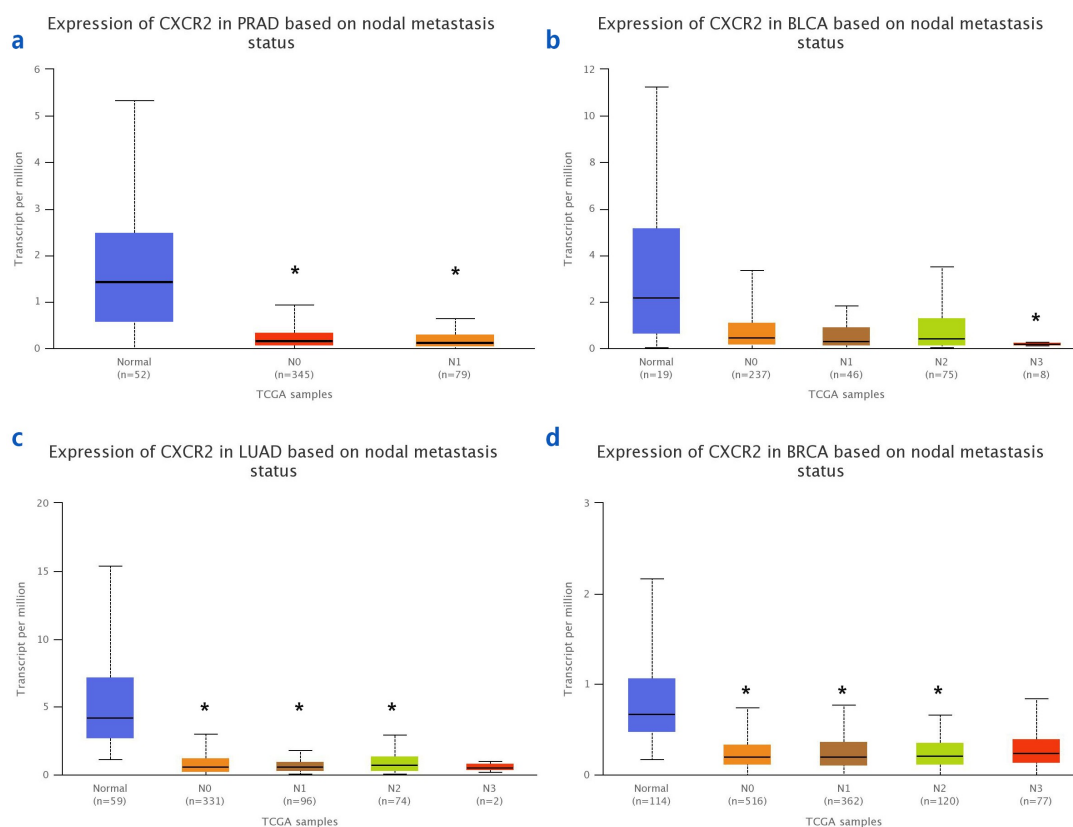 a
Expression of CXCR2 in PRAD based on nodal metastasis
status
Transcript per million
6
5
4
3
2
1
0
*
*
Normal
(n=52)
N0
(n=345)
N1
(n=79)
TCGA samples
b
Expression of CXCR2 in BLCA based on nodal metastasis
status
Transcript per million
12
10
8
6
4
2
0
*
Normal
(n=19)
N0
(n=237)
N1
(n=46)
N2
(n=75)
N3
(n=8)
TCGA samples
c
Expression of CXCR2 in LUAD based on nodal metastasis
status
Transcript per million
20
15
10
5
0
*
*
*
Normal
(n=59)
N0
(n=331)
N1
(n=96)
N2
(n=74)
N3
(n=2)
TCGA samples
d
Expression of CXCR2 in BRCA based on nodal metastasis
status
Transcript per million
3
2
1
0
*
*
*
Normal
(n=114)
N0
(n=516)
N1
(n=362)
N2
(n=120)
N3
(n=77)
TCGA samples